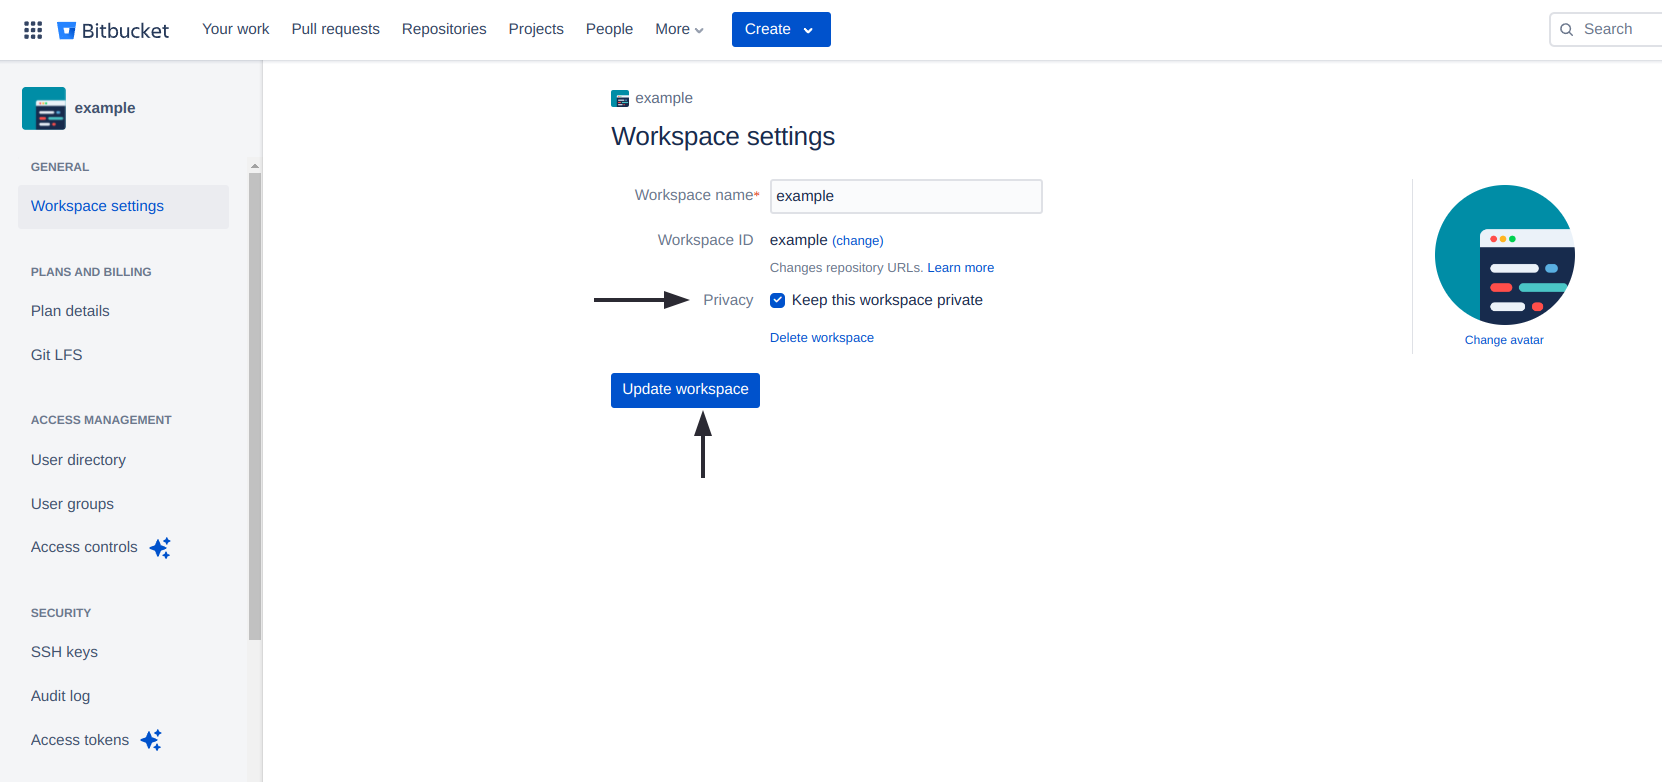 Bitbucket Your work Pull requests Repositories Projects People More Create Search
example
GENERAL
Workspace settings
PLANS AND BILLING
Plan details
Git LFS
ACCESS MANAGEMENT
User directory
User groups
Access controls
SECURITY
SSH keys
Audit log
Access tokens
example
Workspace settings
Workspace name* example
Workspace ID example (change)
Changes repository URLs. Learn more
Privacy Keep this workspace private
Delete workspace
Update workspace
Change avatar